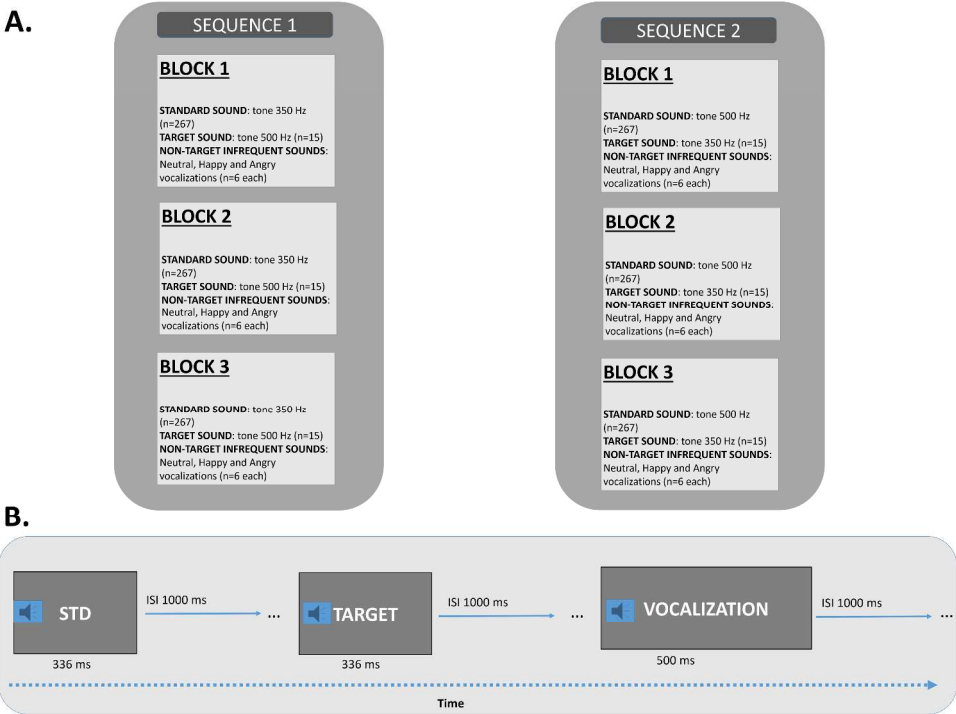 A.
SEQUENCE 1
BLOCK 1
STANDARD SOUND: tone 350 Hz
(n=267)
TARGET SOUND: tone 500 Hz (n=15)
NON-TARGET INFREQUENT SOUNDS:
Neutral, Happy and Angry
vocalizations (n=6 each)
BLOCK 2
STANDARD SOUND: tone 350 Hz
(n=267)
TARGET SOUND: tone 500 Hz (n=15)
NON-TARGET INFREQUENT SOUNDS:
Neutral, Happy and Angry
vocalizations (n=6 each)
BLOCK 3
STANDARD SOUND: tone 350 Hz
(n=267)
TARGET SOUND: tone 500 Hz (n=15)
NON-TARGET INFREQUENT SOUNDS:
Neutral, Happy and Angry
vocalizations (n=6 each)
SEQUENCE 2
BLOCK 1
STANDARD SOUND: tone 500 Hz
(n=267)
TARGET SOUND: tone 350 Hz (n=15)
NON-TARGET INFREQUENT SOUNDS:
Neutral, Happy and Angry
vocalizations (n=6 each)
BLOCK 2
STANDARD SOUND: tone 500 Hz
(n=267)
TARGET SOUND: tone 350 Hz (n=15)
NON-TARGET INFREQUENT SOUNDS:
Neutral, Happy and Angry
vocalizations (n=6 each)
BLOCK 3
STANDARD SOUND: tone 500 Hz
(n=267)
TARGET SOUND: tone 350 Hz (n=15)
NON-TARGET INFREQUENT SOUNDS:
Neutral, Happy and Angry
vocalizations (n=6 each)
B.
STD
336 ms
ISI 1000 ms
...
TARGET
336 ms
ISI 1000 ms
...
VOCALIZATION
500 ms
ISI 1000 ms
...
Time